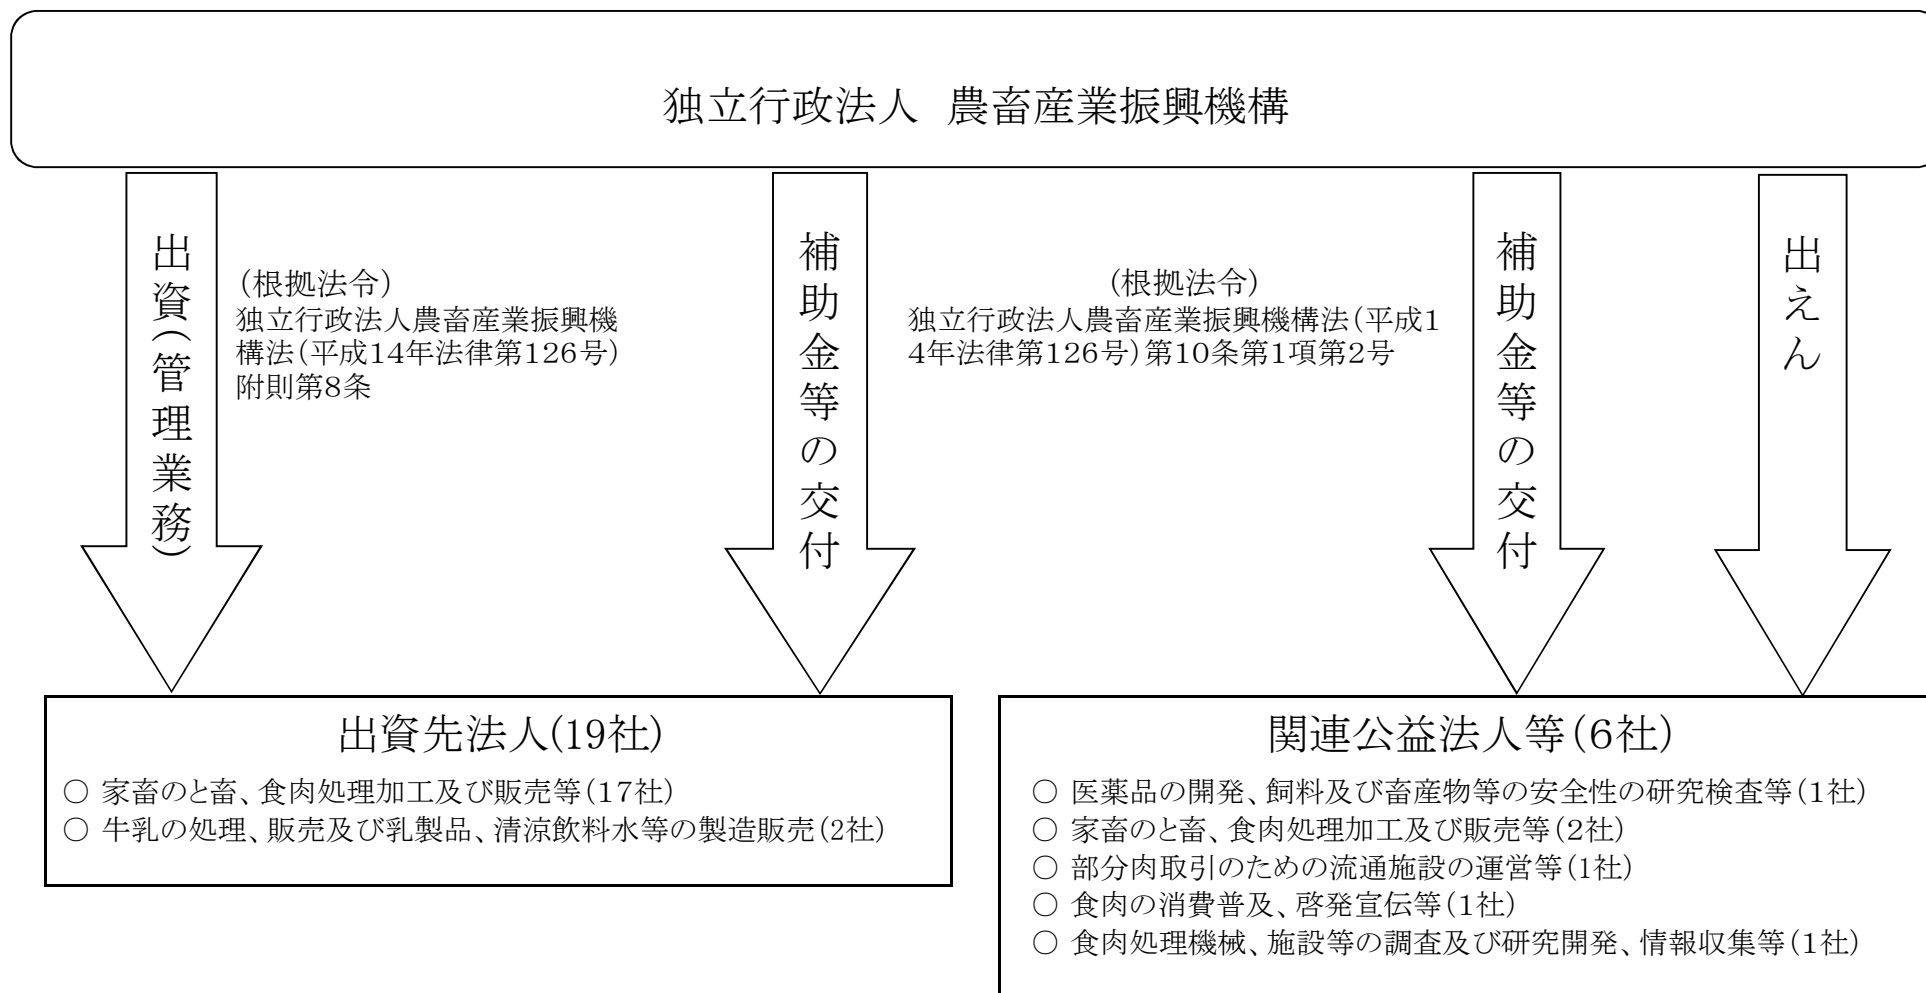 独立行政法人 農畜産業振興機構
出資(管理業務)
(根拠法令)
独立行政法人農畜産業振興機
構法(平成14年法律第126号)
附則第8条
補助金等の交付
(根拠法令)
独立行政法人農畜産業振興機構法(平成1
4年法律第126号)第10条第1項第2号
補助金等の交付
出えん
出資先法人(19社)
○ 家畜のと畜、食肉処理加工及び販売等(17社)
○ 牛乳の処理、販売及び乳製品、清涼飲料水等の製造販売(2社)
関連公益法人等(6社)
○ 医薬品の開発、飼料及び畜産物等の安全性の研究検査等(1社)
○ 家畜のと畜、食肉処理加工及び販売等(2社)
○ 部分肉取引のための流通施設の運営等(1社)
○ 食肉の消費普及、啓発宣伝等(1社)
○ 食肉処理機械、施設等の調査及び研究開発、情報収集等(1社)